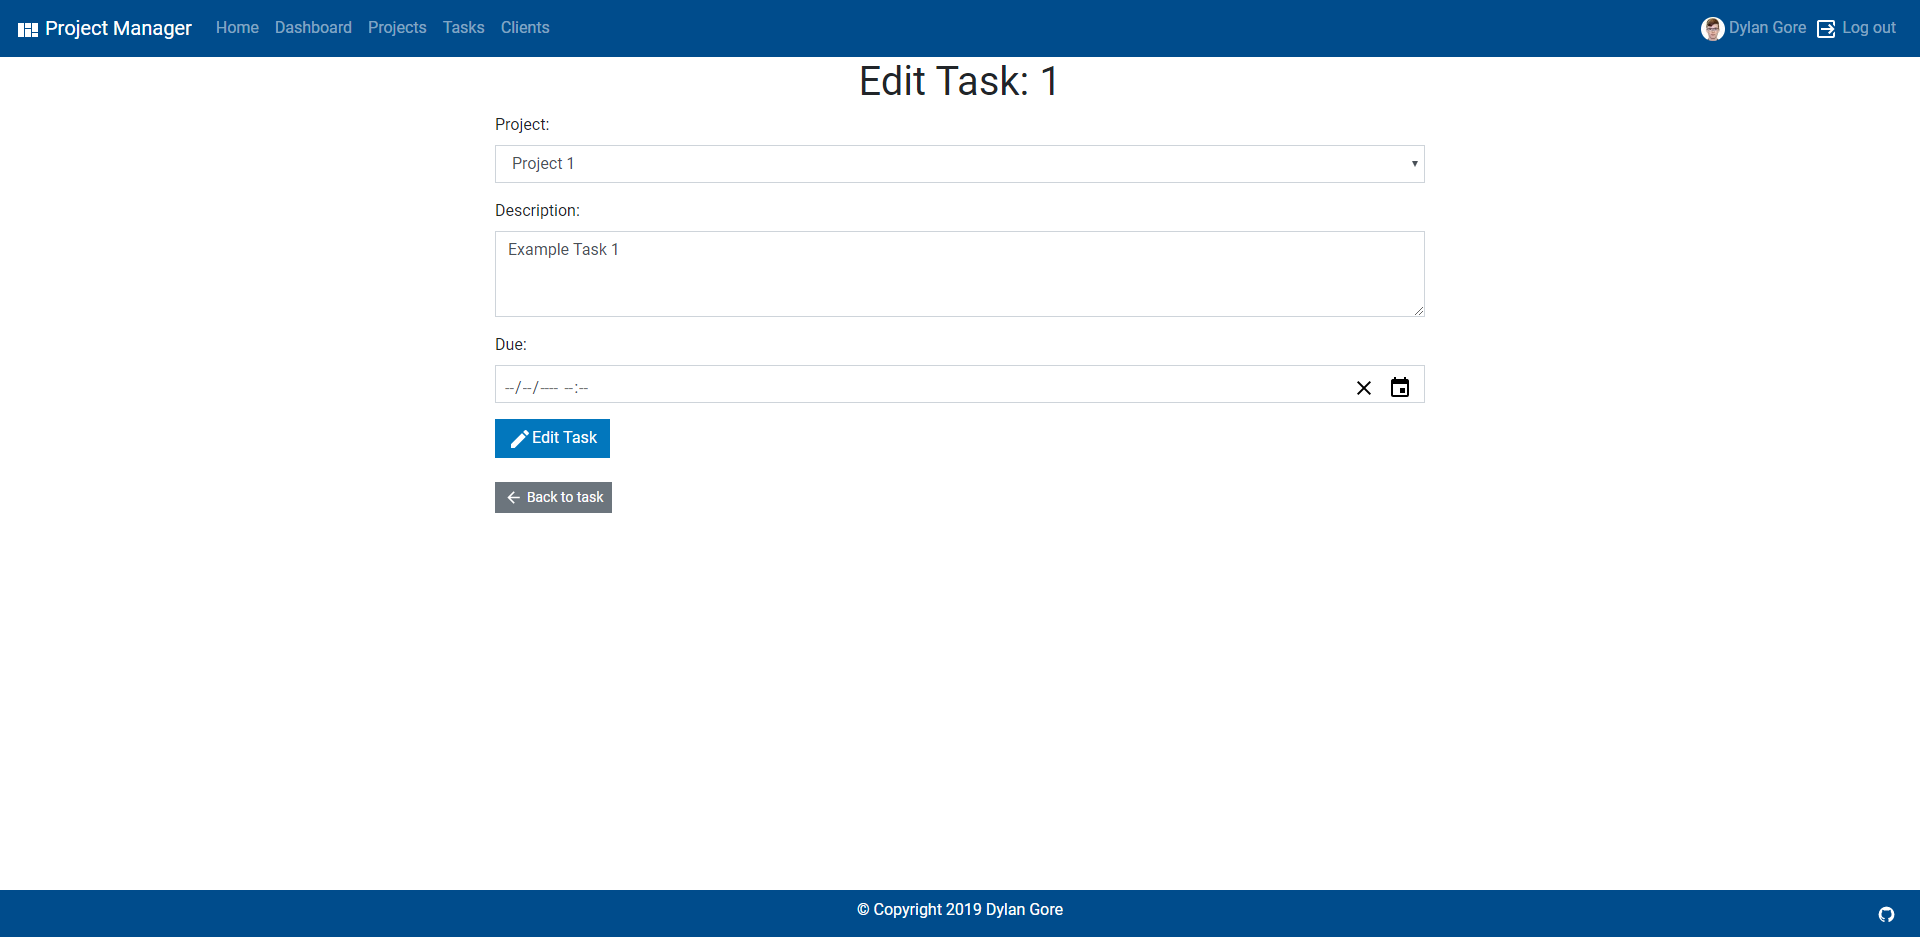 Project Manager Home Dashboard Projects Tasks Clients Dylan Gore Log out
Edit Task: 1
Project:
Project 1
Description:
Example Task 1
Due:
--/--/---- --:--
Edit Task
Back to task
© Copyright 2019 Dylan Gore